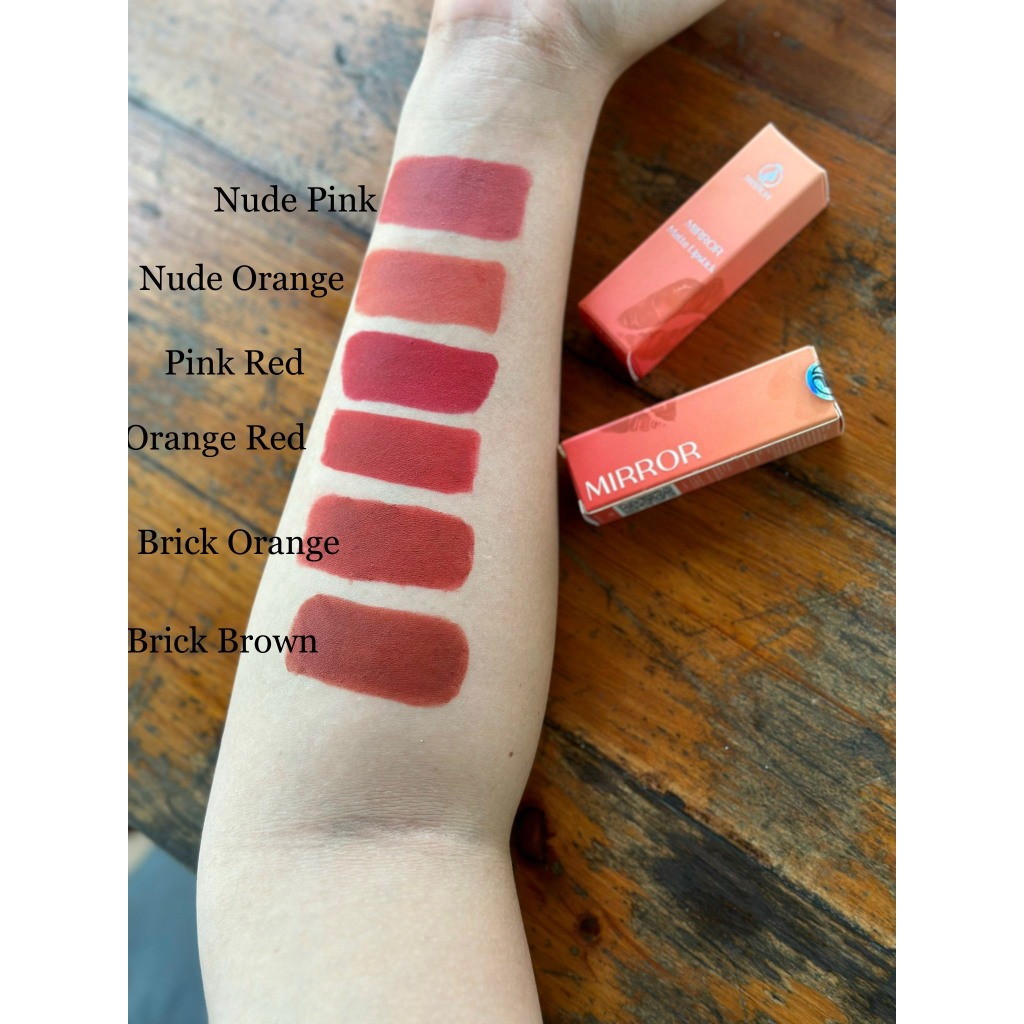 Nude Pink
Nude Orange
Pink Red
Orange Red
Brick Orange
Brick Brown
MIRROR
Matte Lipstick
MIRROR